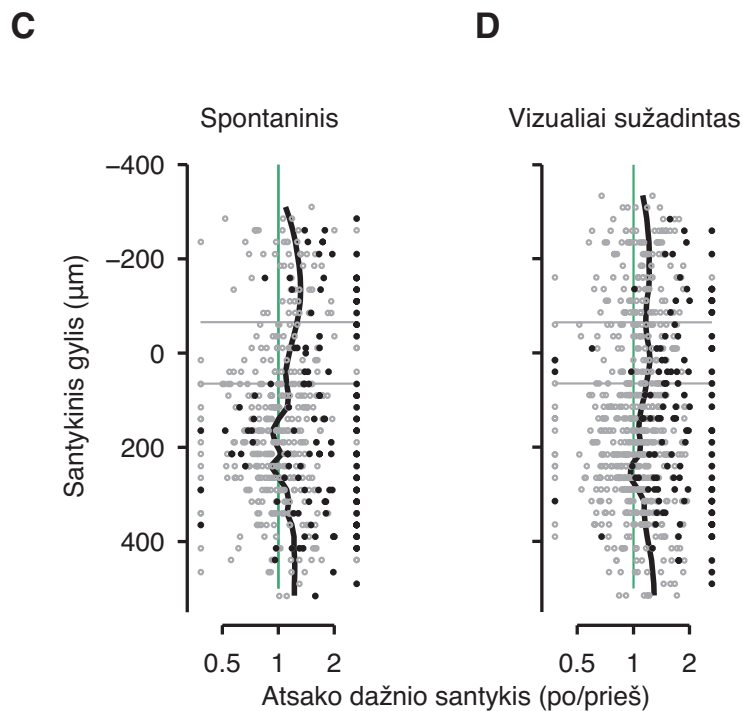 C
D
Spontaninis
Vizualiai sužadintas
Santykinis gylis (µm)
−400
−200
0
200
400
0.5 1 2
0.5 1 2
Atsako dažnio santykis (po/prieš)